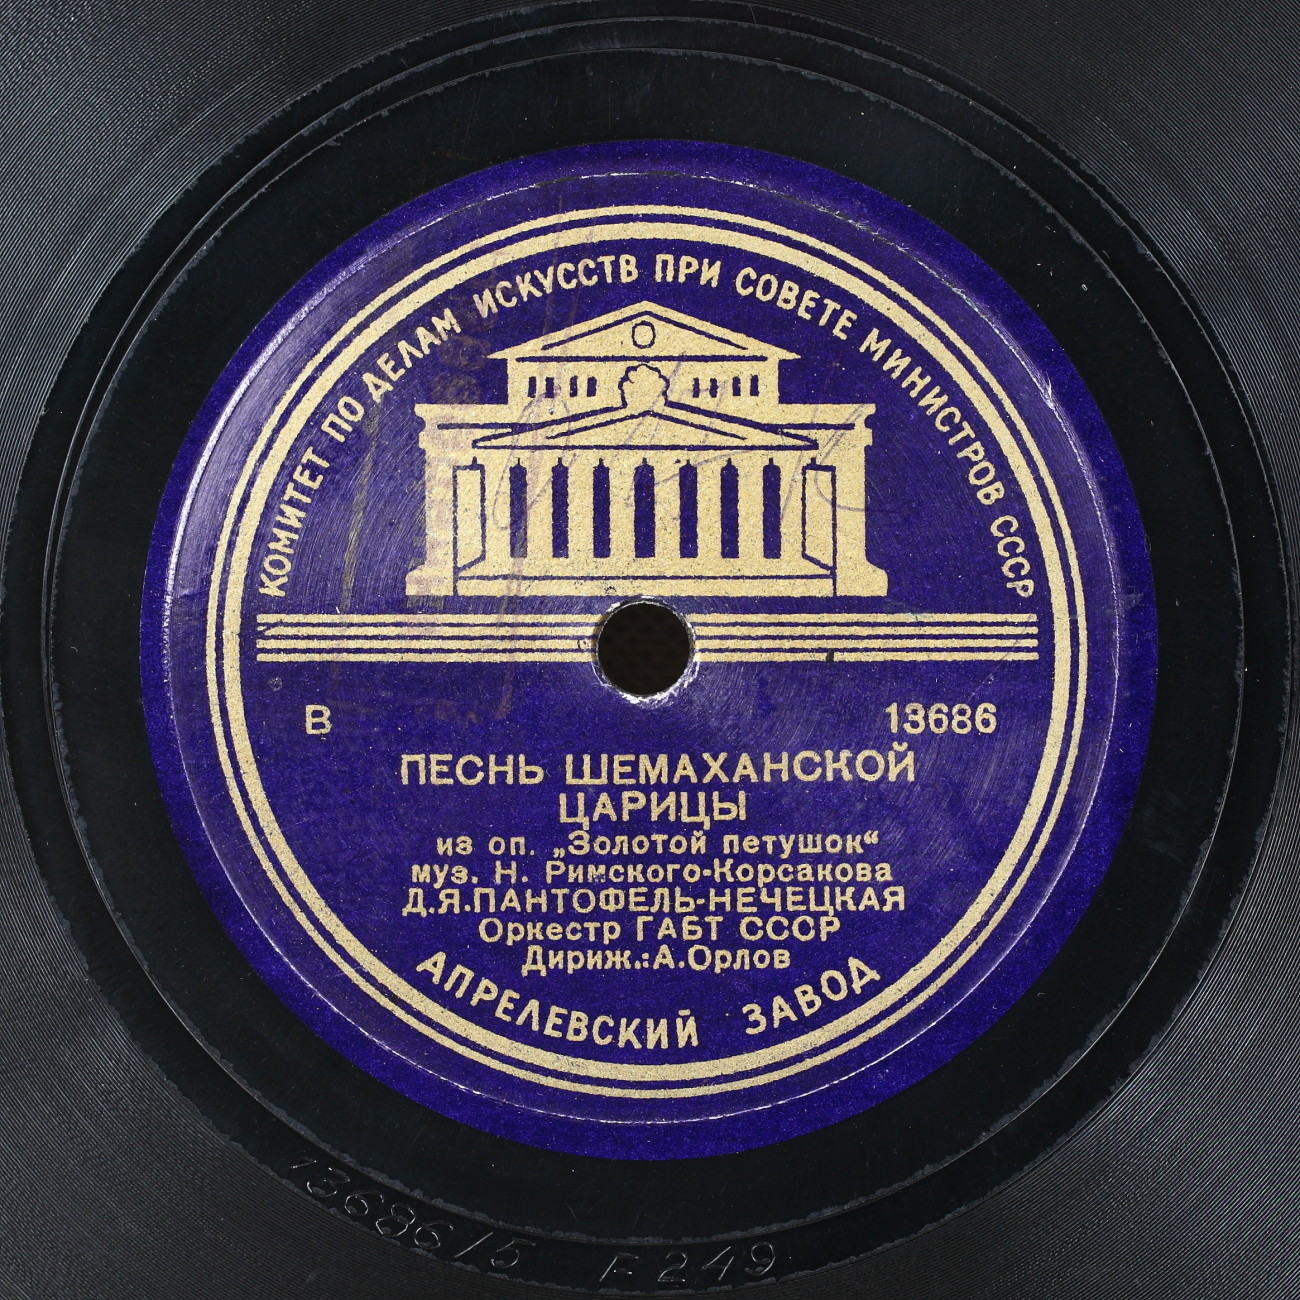 КОМИТЕТ ПО ДЕЛАМ ИСКУССТВ ПРИ СОВЕТЕ МИНИСТРОВ СССР
В 13686
ПЕСНЬ ШЕМАХАНСКОЙ
ЦАРИЦЫ
из оп. „Золотой петушок“
муз. Н. Римского-Корсакова
Д.Я.ПАНТОФЕЛЬ-НЕЧЕЦКАЯ
Оркестр ГАБТ СССР
Дириж.:А.Орлов
АПРЕЛЕВСКИЙ ЗАВОД
13686/5 F 249